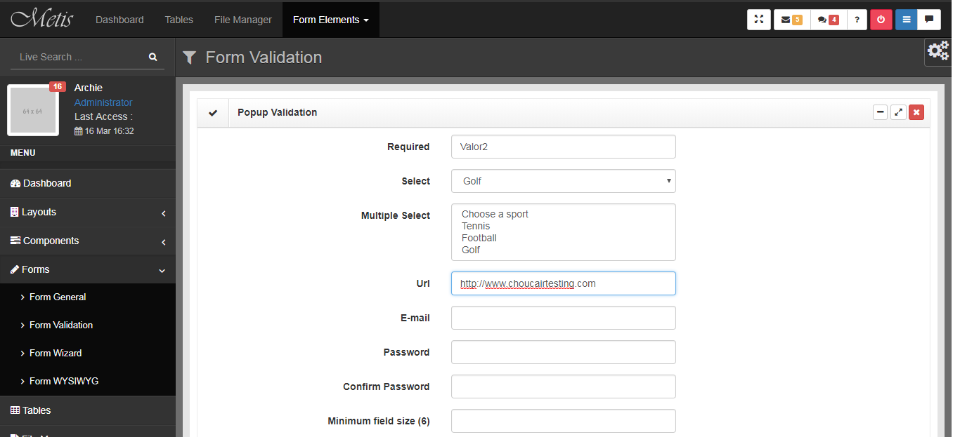 Metis Dashboard Tables File Manager Form Elements 5 4 ?
Live Search ...
Form Validation
16
Archie
Administrator
Last Access :
16 Mar 16:32
64 x 64
MENU
Dashboard
Layouts
Components
Forms
Form General
Form Validation
Form Wizard
Form WYSIWYG
Tables
Popup Validation
Required Valor2
Select Golf
Multiple Select Choose a sport
Tennis
Football
Golf
Url http://www.choucairtesting.com
E-mail
Password
Confirm Password
Minimum field size (6)